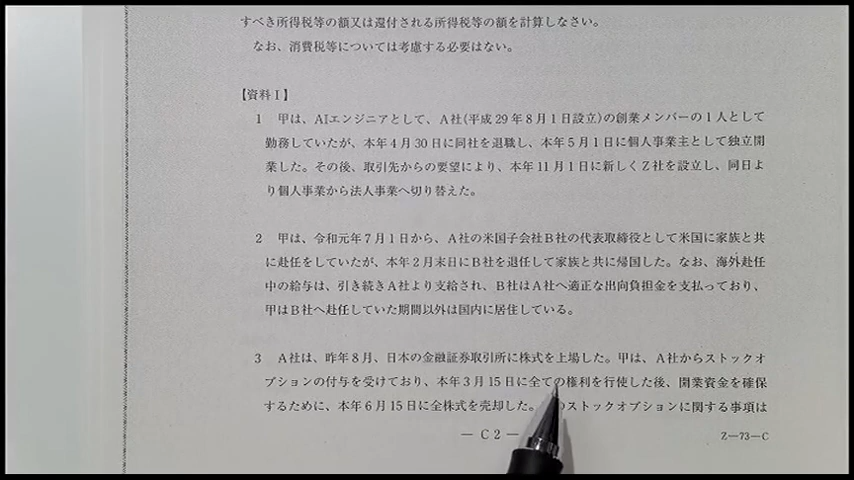 すべき所得税等の額又は還付される所得税等の額を計算しなさい。
なお、消費税等については考慮する必要はない。
【資料Ⅰ】
1 甲は、AIエンジニアとして、A社(平成29年8月1日設立)の創業メンバーの1人として
勤務していたが、本年4月30日に同社を退職し、本年5月1日に個人事業主として独立開
業した。その後、取引先からの要望により、本年11月1日に新しくZ社を設立し、同日よ
り個人事業から法人事業へ切り替えた。
2 甲は、令和元年7月1日から、A社の米国子会社B社の代表取締役として米国に家族と共
に赴任をしていたが、本年2月末日にB社を退任して家族と共に帰国した。なお、海外赴任
中の給与は、引き続きA社より支給され、B社はA社へ適正な出向負担金を支払っており、
甲はB社へ赴任していた期間以外は国内に居住している。
3 A社は、昨年8月、日本の金融証券取引所に株式を上場した。甲は、A社からストックオ
プションの付与を受けており、本年3月15日に全ての権利を行使した後、開業資金を確保
するために、本年6月15日に全株式を売却した。 ストックオプションに関する事項は
― C 2 ―
Z―73―C